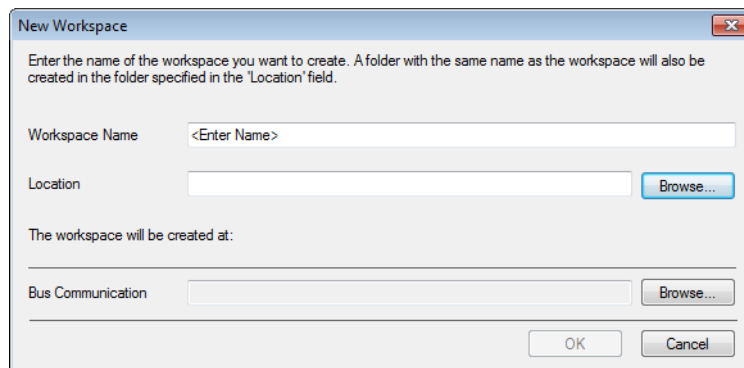 New Workspace
Enter the name of the workspace you want to create. A folder with the same name as the workspace will also be
created in the folder specified in the 'Location' field.
Workspace Name <Enter Name>
Location Browse...
The workspace will be created at:
Bus Communication Browse...
OK Cancel